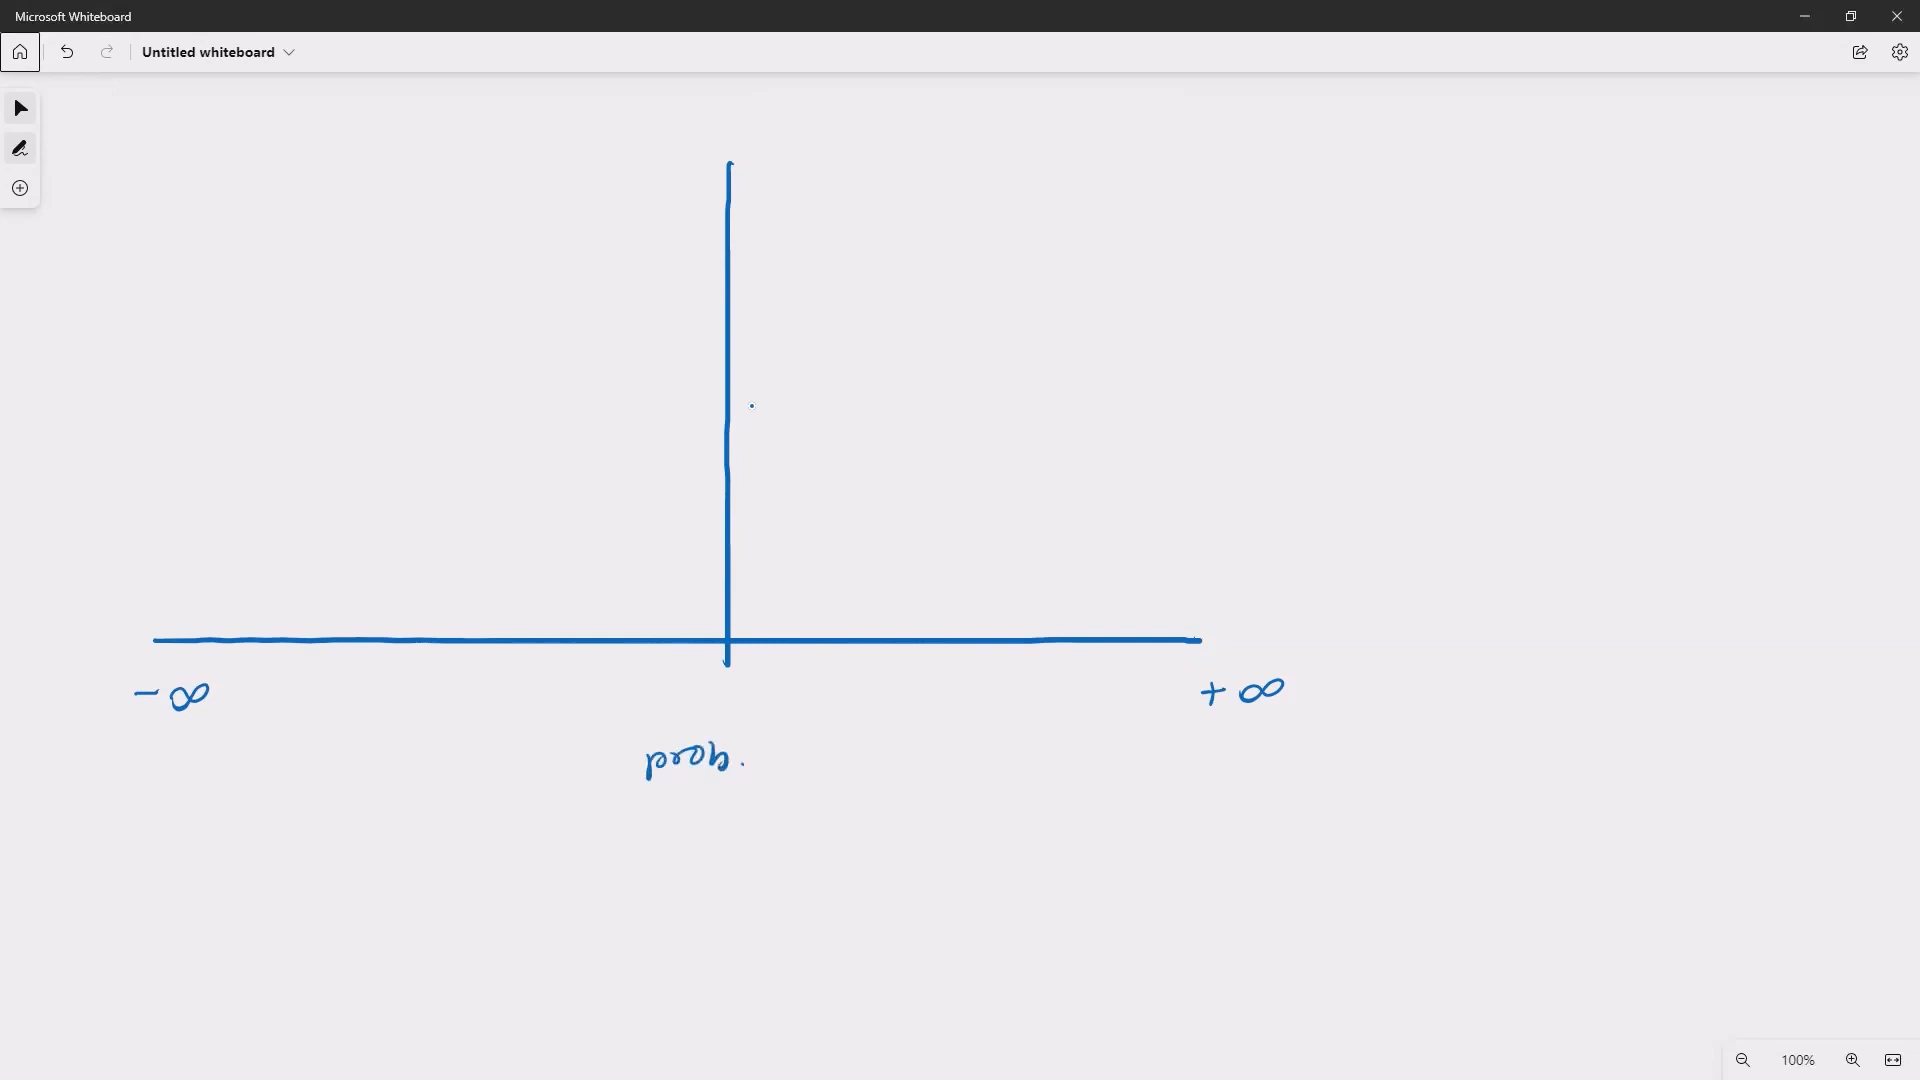 Microsoft Whiteboard
Untitled whiteboard
- ∞
+ ∞
prob.
100%